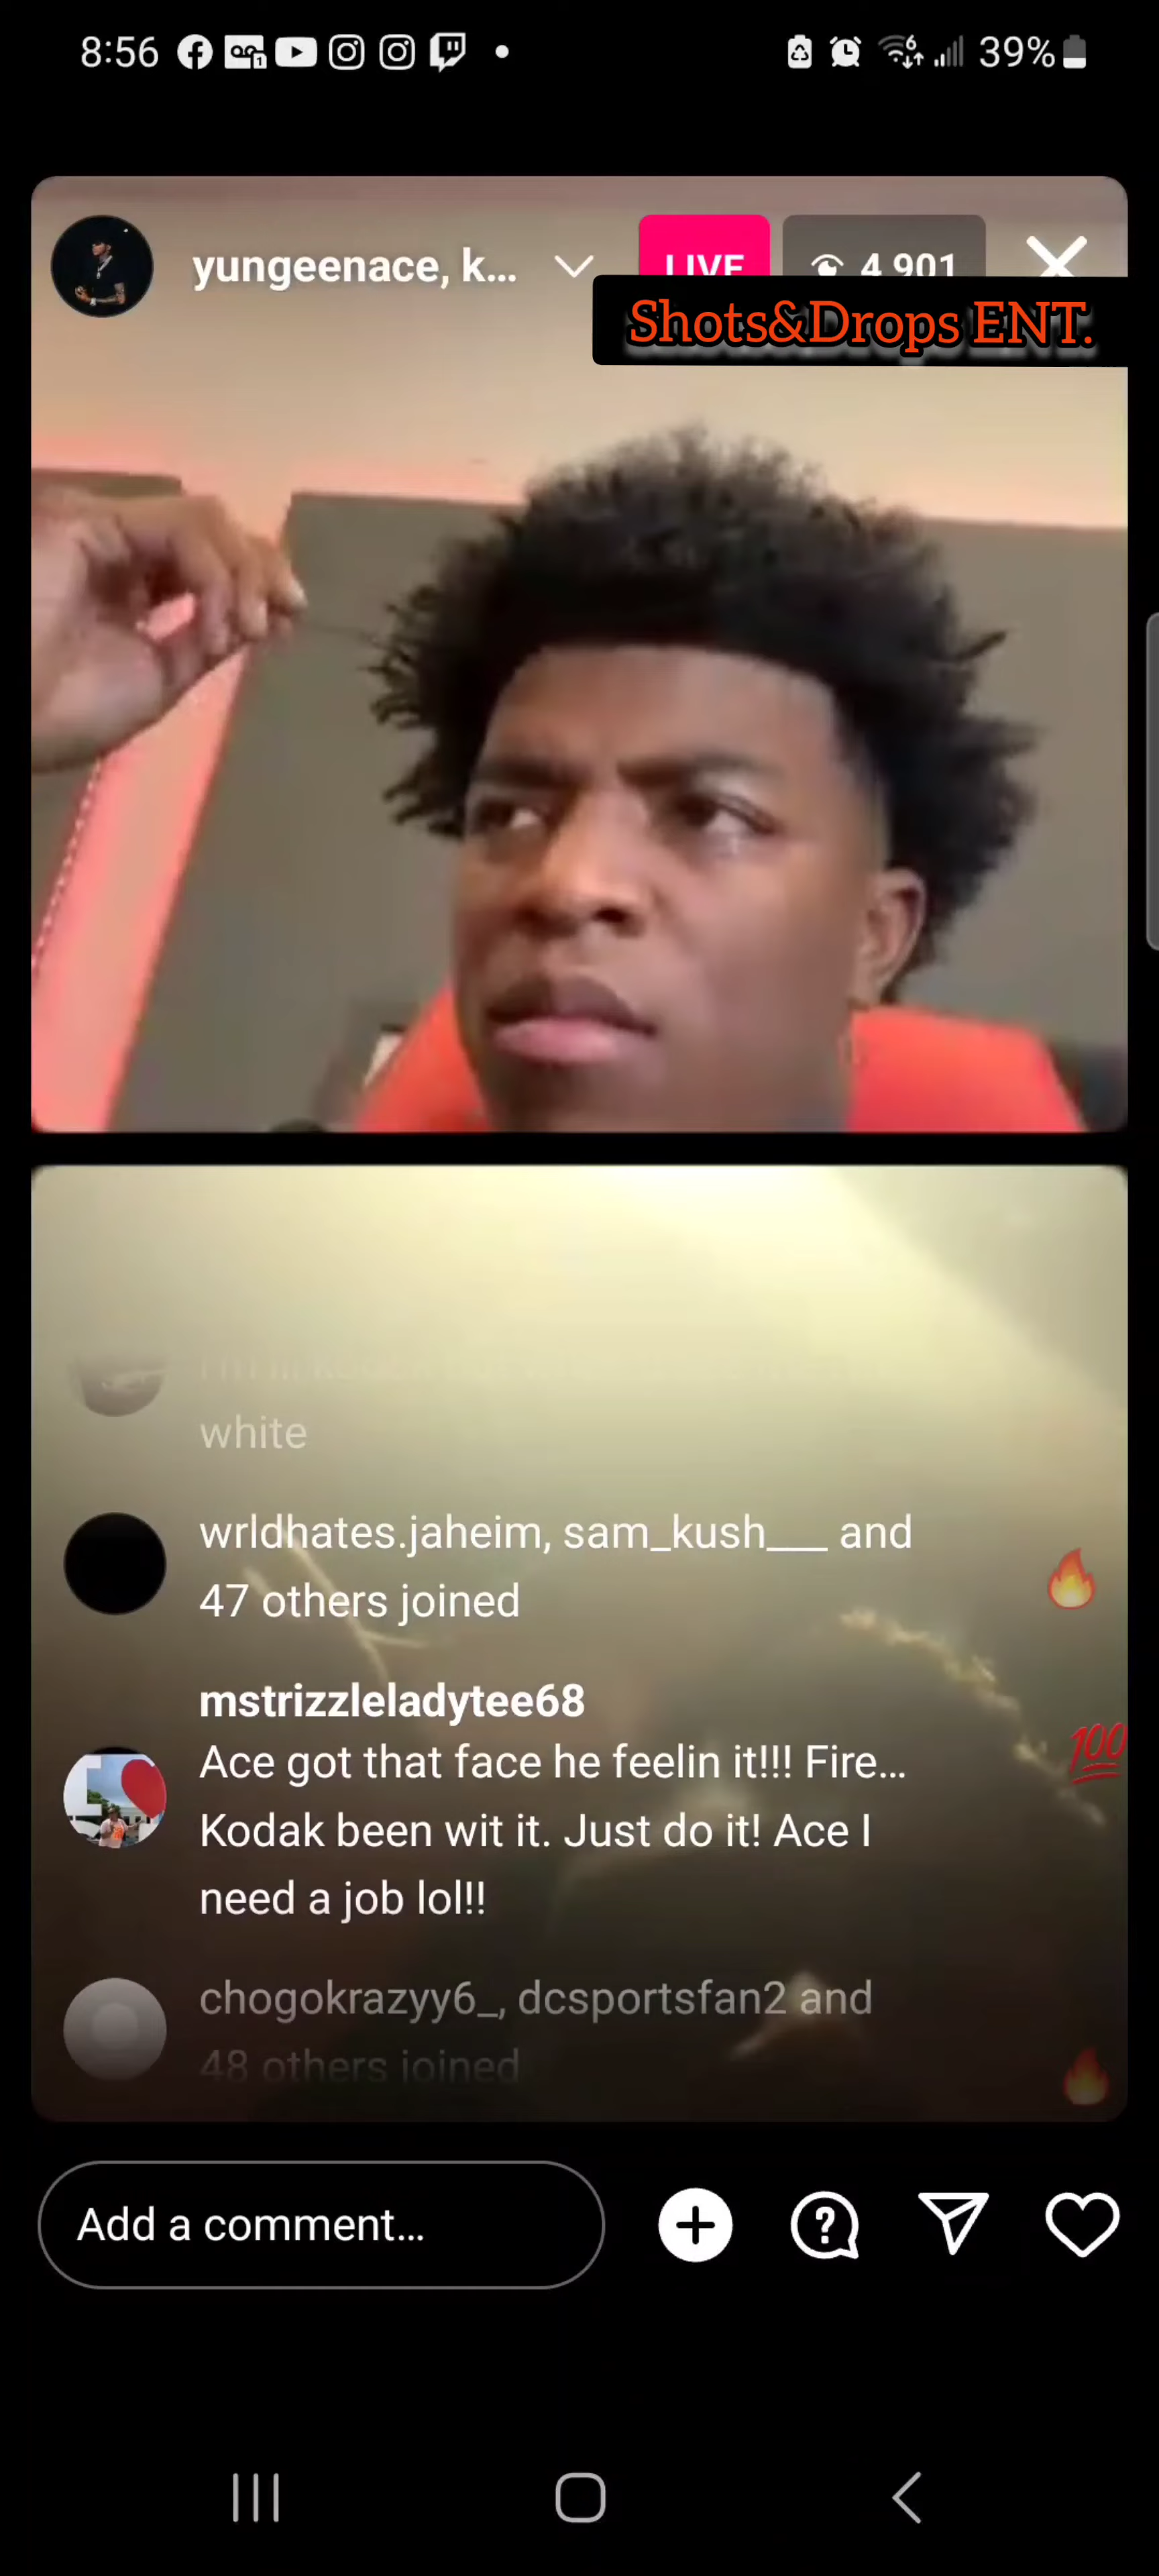 8:56
39%
yungeenace, k...
LIVE
4,901
Shots&Drops ENT.
white
wrldhates.jaheim, sam_kush___ and
47 others joined
100
mstrizzleladytee68
Ace got that face he feelin it!!! Fire...
Kodak been wit it. Just do it! Ace I
need a job lol!!
chogokrazyy6_, dcsportsfan2 and
48 others joined
Add a comment...